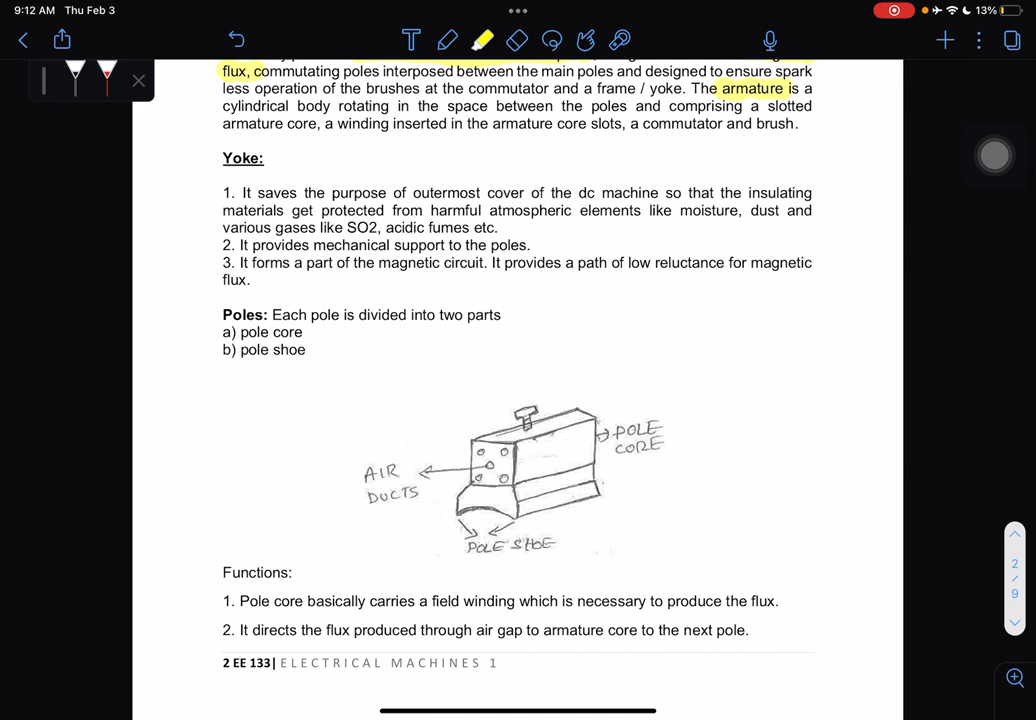 9:12 AM Thu Feb 3
13%
flux, commutating poles interposed between the main poles and designed to ensure spark
less operation of the brushes at the commutator and a frame / yoke. The armature is a
cylindrical body rotating in the space between the poles and comprising a slotted
armature core, a winding inserted in the armature core slots, a commutator and brush.
Yoke:
1. It saves the purpose of outermost cover of the dc machine so that the insulating
materials get protected from harmful atmospheric elements like moisture, dust and
various gases like SO2, acidic fumes etc.
2. It provides mechanical support to the poles.
3. It forms a part of the magnetic circuit. It provides a path of low reluctance for magnetic
flux.
Poles: Each pole is divided into two parts
a) pole core
b) pole shoe
POLE
CORE
AIR
DUCTS
POLE SHOE
2
/
9
Functions:
1. Pole core basically carries a field winding which is necessary to produce the flux.
2. It directs the flux produced through air gap to armature core to the next pole.
2 EE 133| ELECTRICAL MACHINES 1